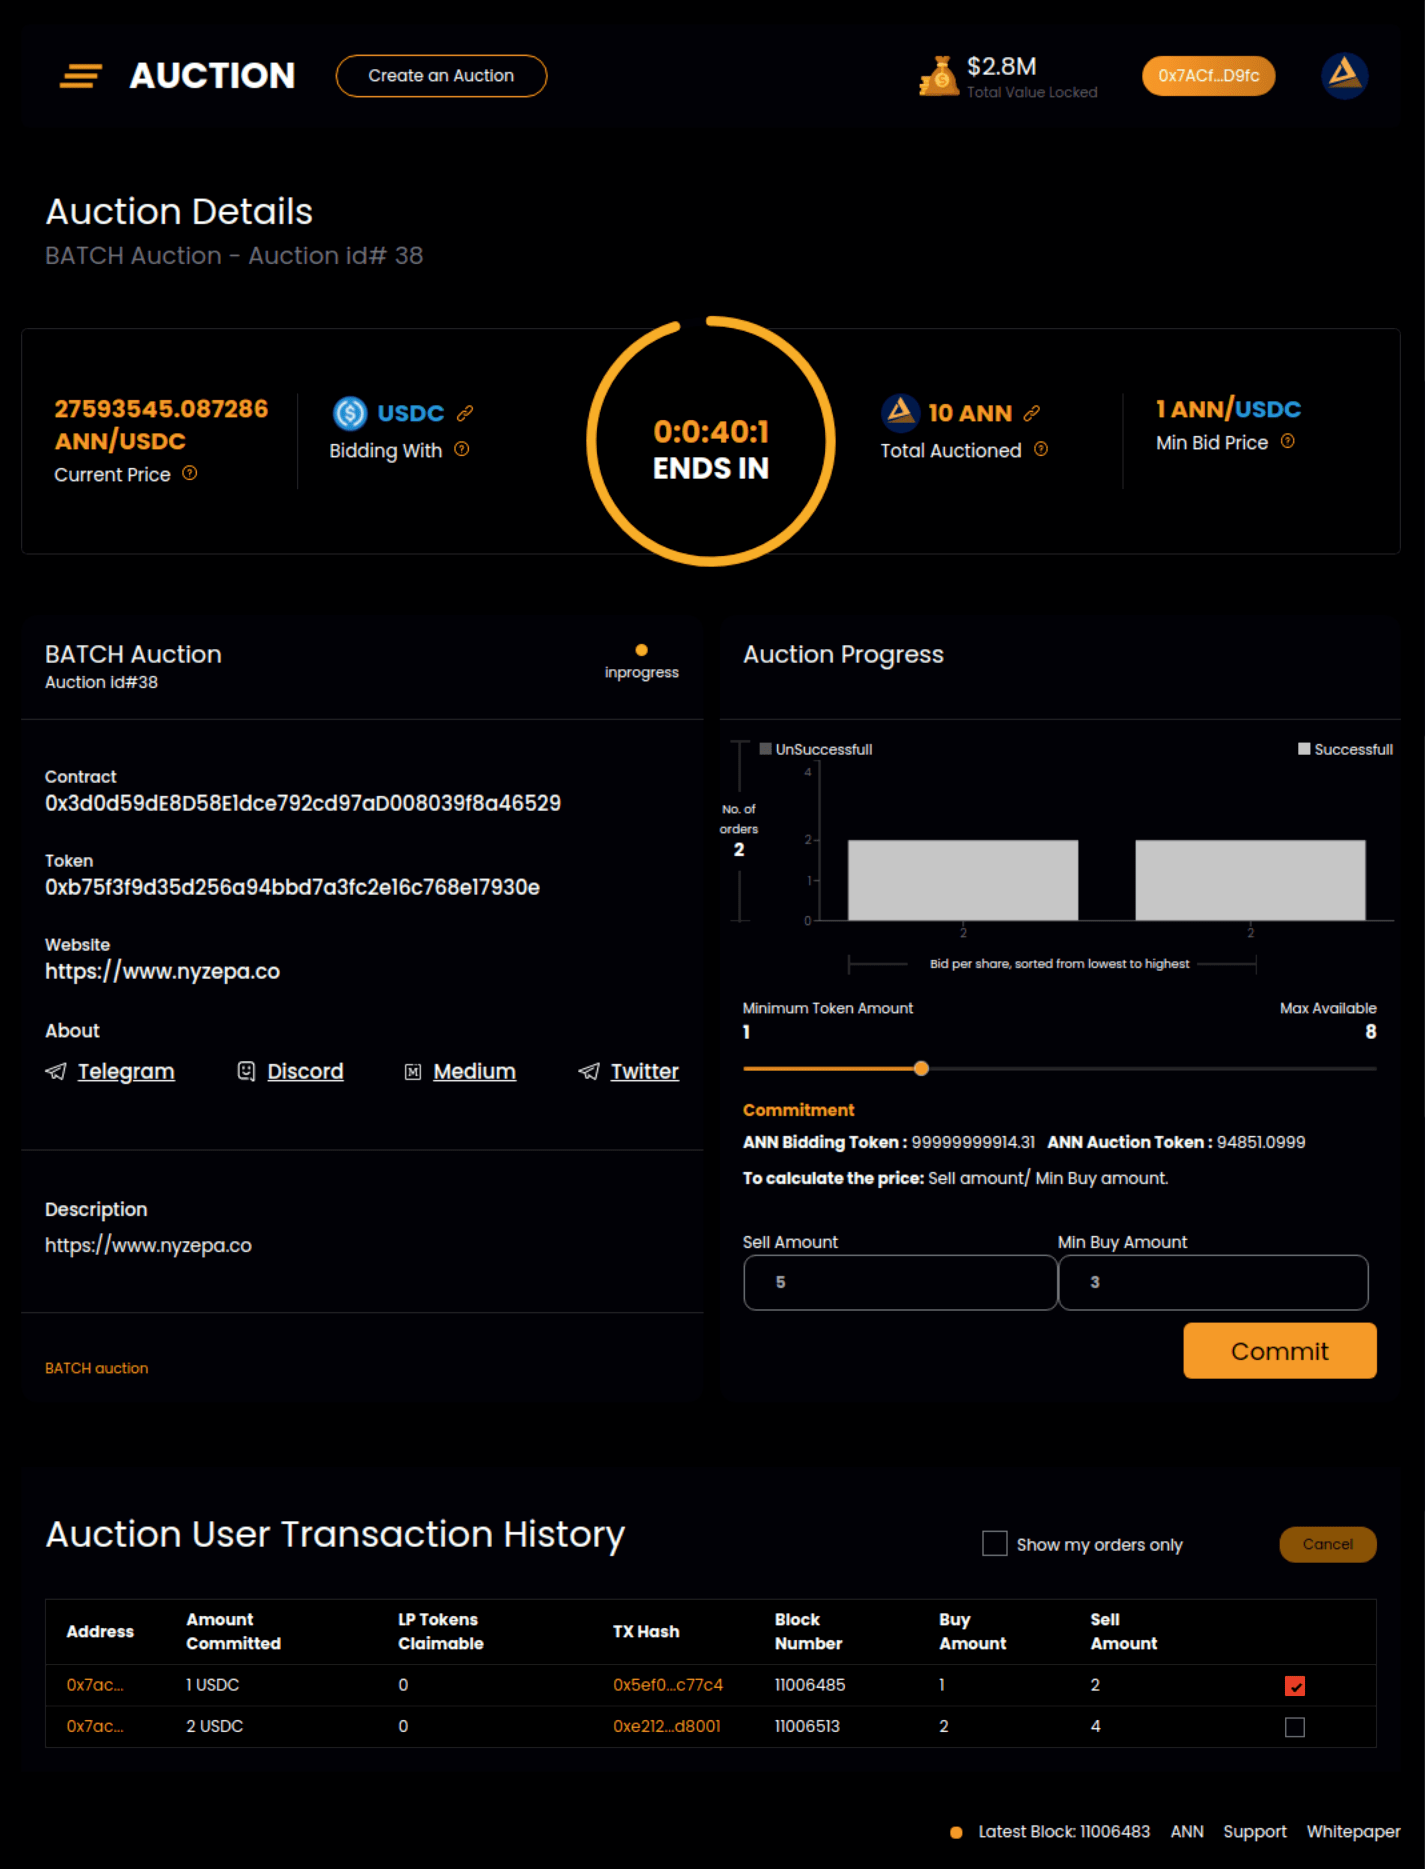 AUCTION
Create an Auction
$2.8M
Total Value Locked
0x7ACf...D9fc
Auction Details
BATCH Auction - Auction id# 38
27593545.087286
ANN/USDC
Current Price
USDC
Bidding With
0:0:40:1
ENDS IN
10 ANN
Total Auctioned
1 ANN/USDC
Min Bid Price
BATCH Auction
Auction id#38
inprogress
Contract
0x3d0d59dE8D58E1dce792cd97aD008039f8a46529
Token
0xb75f3f9d35d256a94bbd7a3fc2e16c768e17930e
Website
https://www.nyzepa.co
About
Telegram
Discord
Medium
Twitter
Description
https://www.nyzepa.co
BATCH auction
Auction Progress
UnSuccessfull
Successfull
No. of
orders
2
4
2
1
0
2
2
Bid per share, sorted from lowest to highest
Minimum Token Amount
1
Max Available
8
Commitment
ANN Bidding Token : 99999999914.31 ANN Auction Token : 94851.0999
To calculate the price: Sell amount/ Min Buy amount.
Sell Amount
5
Min Buy Amount
3
Commit
Auction User Transaction History
Show my orders only
Cancel
Address
Amount
Committed
LP Tokens
Claimable
TX Hash
Block
Number
Buy
Amount
Sell
Amount
0x7ac... 1 USDC 0 0x5ef0...c77c4 11006485 1 2
0x7ac... 2 USDC 0 0xe212...d8001 11006513 2 4
Latest Block: 11006483 ANN Support Whitepaper